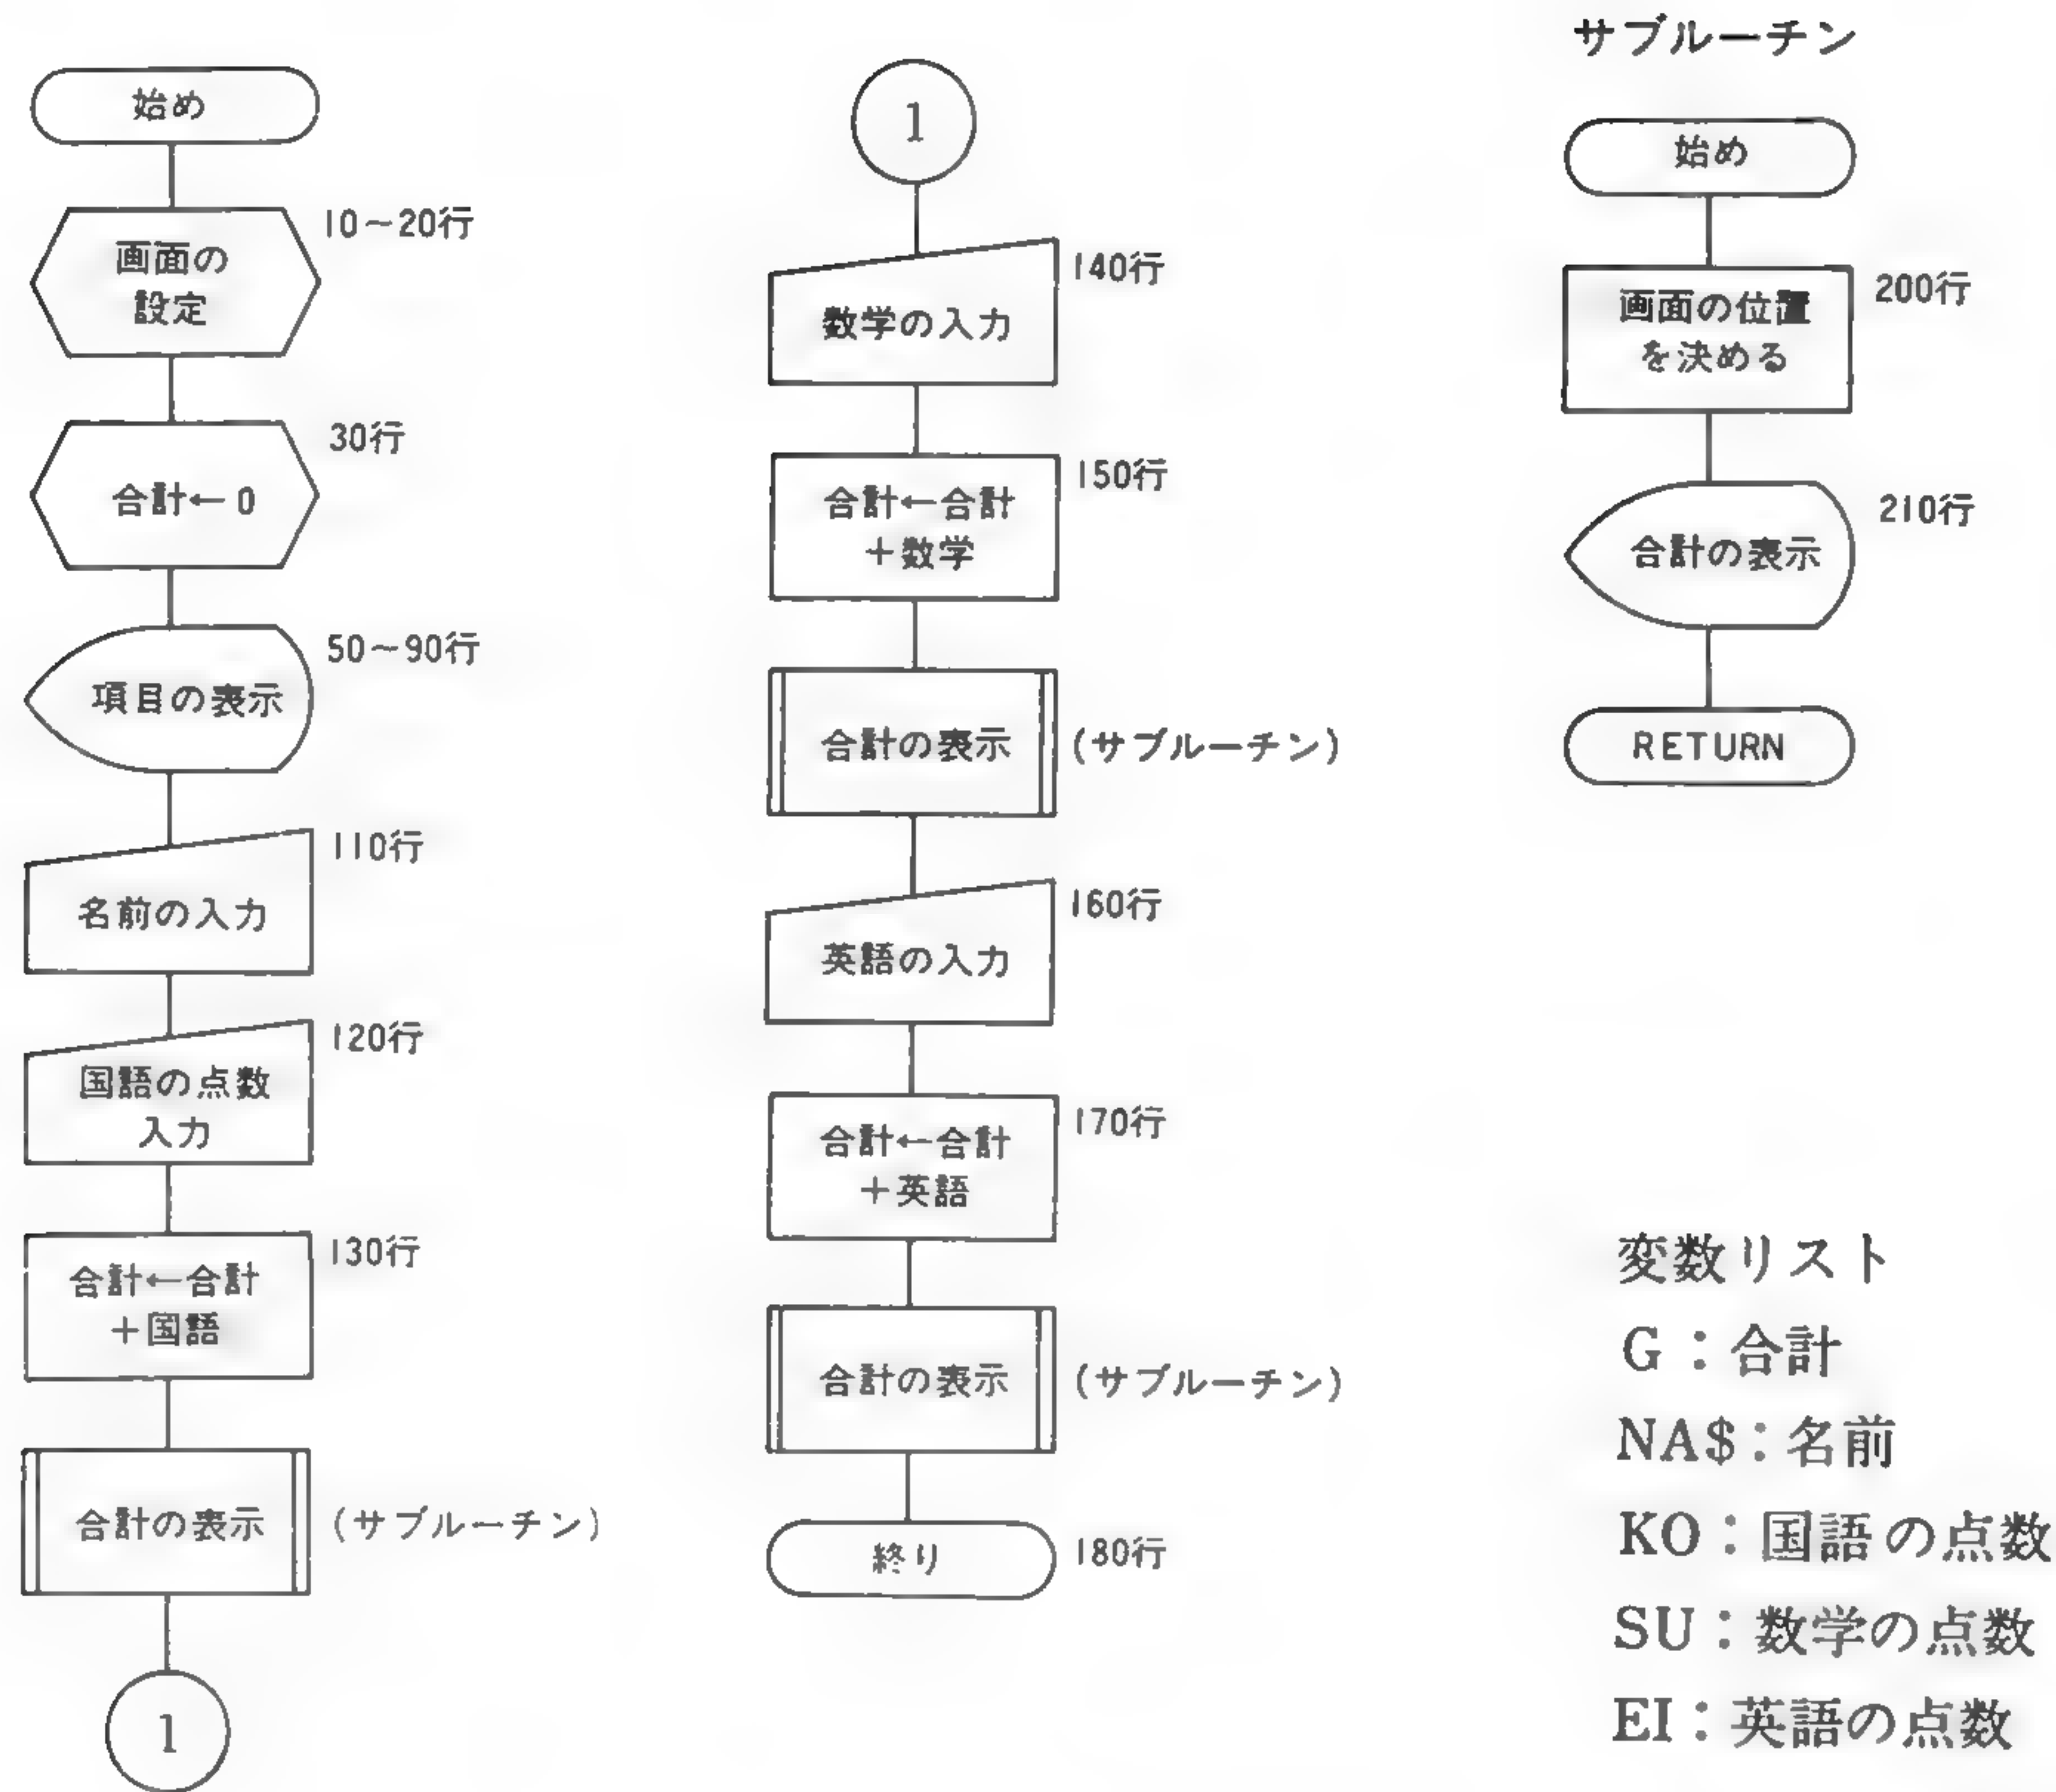 始め
画面の
設定
10～20行
合計←0
30行
項目の表示
50～90行
名前の入力
110行
国語の点数
入力
120行
合計←合計
＋国語
130行
合計の表示
(サブルーチン)
1
1
数学の入力
140行
合計←合計
＋数学
150行
合計の表示
(サブルーチン)
英語の入力
160行
合計←合計
＋英語
170行
合計の表示
(サブルーチン)
終り
180行
サブルーチン
始め
画面の位置
を決める
200行
合計の表示
210行
RETURN
変数リスト
G：合計
NA$：名前
KO：国語の点数
SU：数学の点数
EI：英語の点数